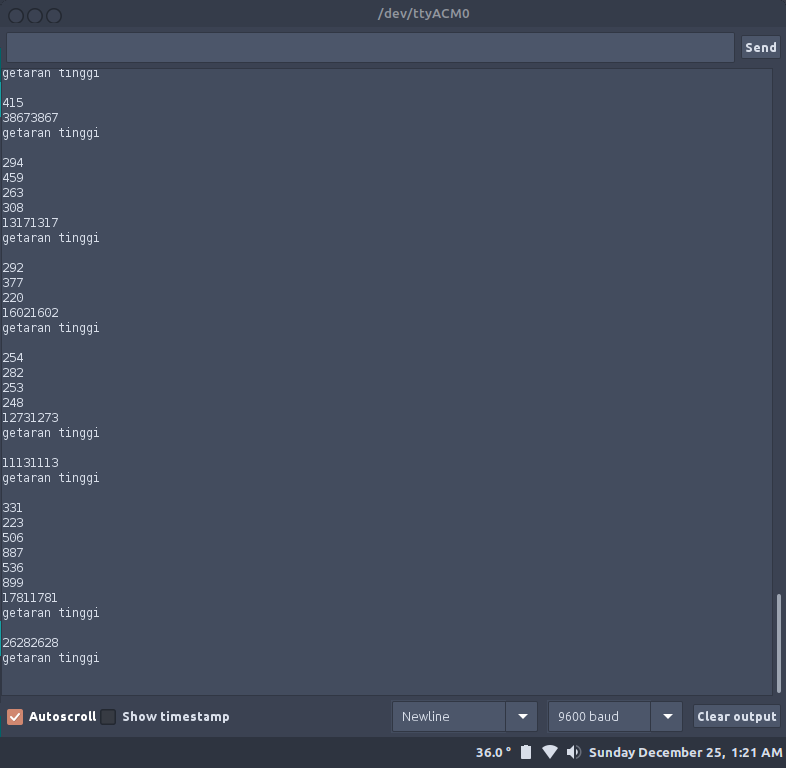 /dev/ttyACM0
Send
getaran tinggi
415
38673867
getaran tinggi
294
459
263
308
13171317
getaran tinggi
292
377
220
16021602
getaran tinggi
254
282
253
248
12731273
getaran tinggi
11131113
getaran tinggi
331
223
506
887
536
899
17811781
getaran tinggi
26282628
getaran tinggi
Autoscroll Show timestamp Newline 9600 baud Clear output
36.0 ° Sunday December 25, 1:21 AM